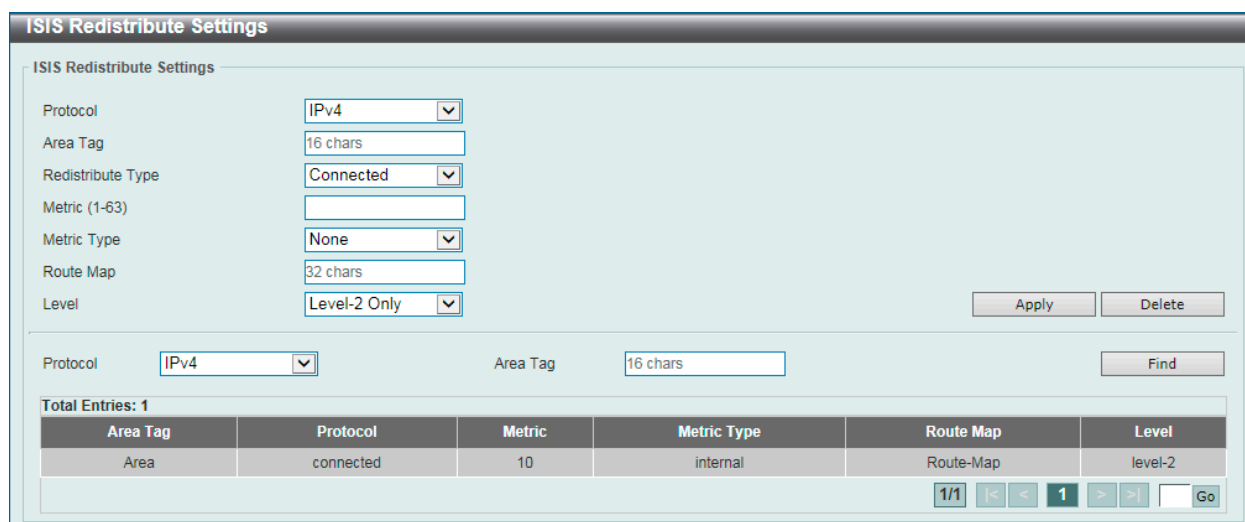 ISIS Redistribute Settings
ISIS Redistribute Settings
Protocol IPv4
Area Tag 16 chars
Redistribute Type Connected
Metric (1-63)
Metric Type None
Route Map 32 chars
Level Level-2 Only Apply Delete
Protocol IPv4 Area Tag 16 chars Find
Total Entries: 1
Area Tag Protocol Metric Metric Type Route Map Level
Area connected 10 internal Route-Map level-2
1/1 |< < 1 > >| Go